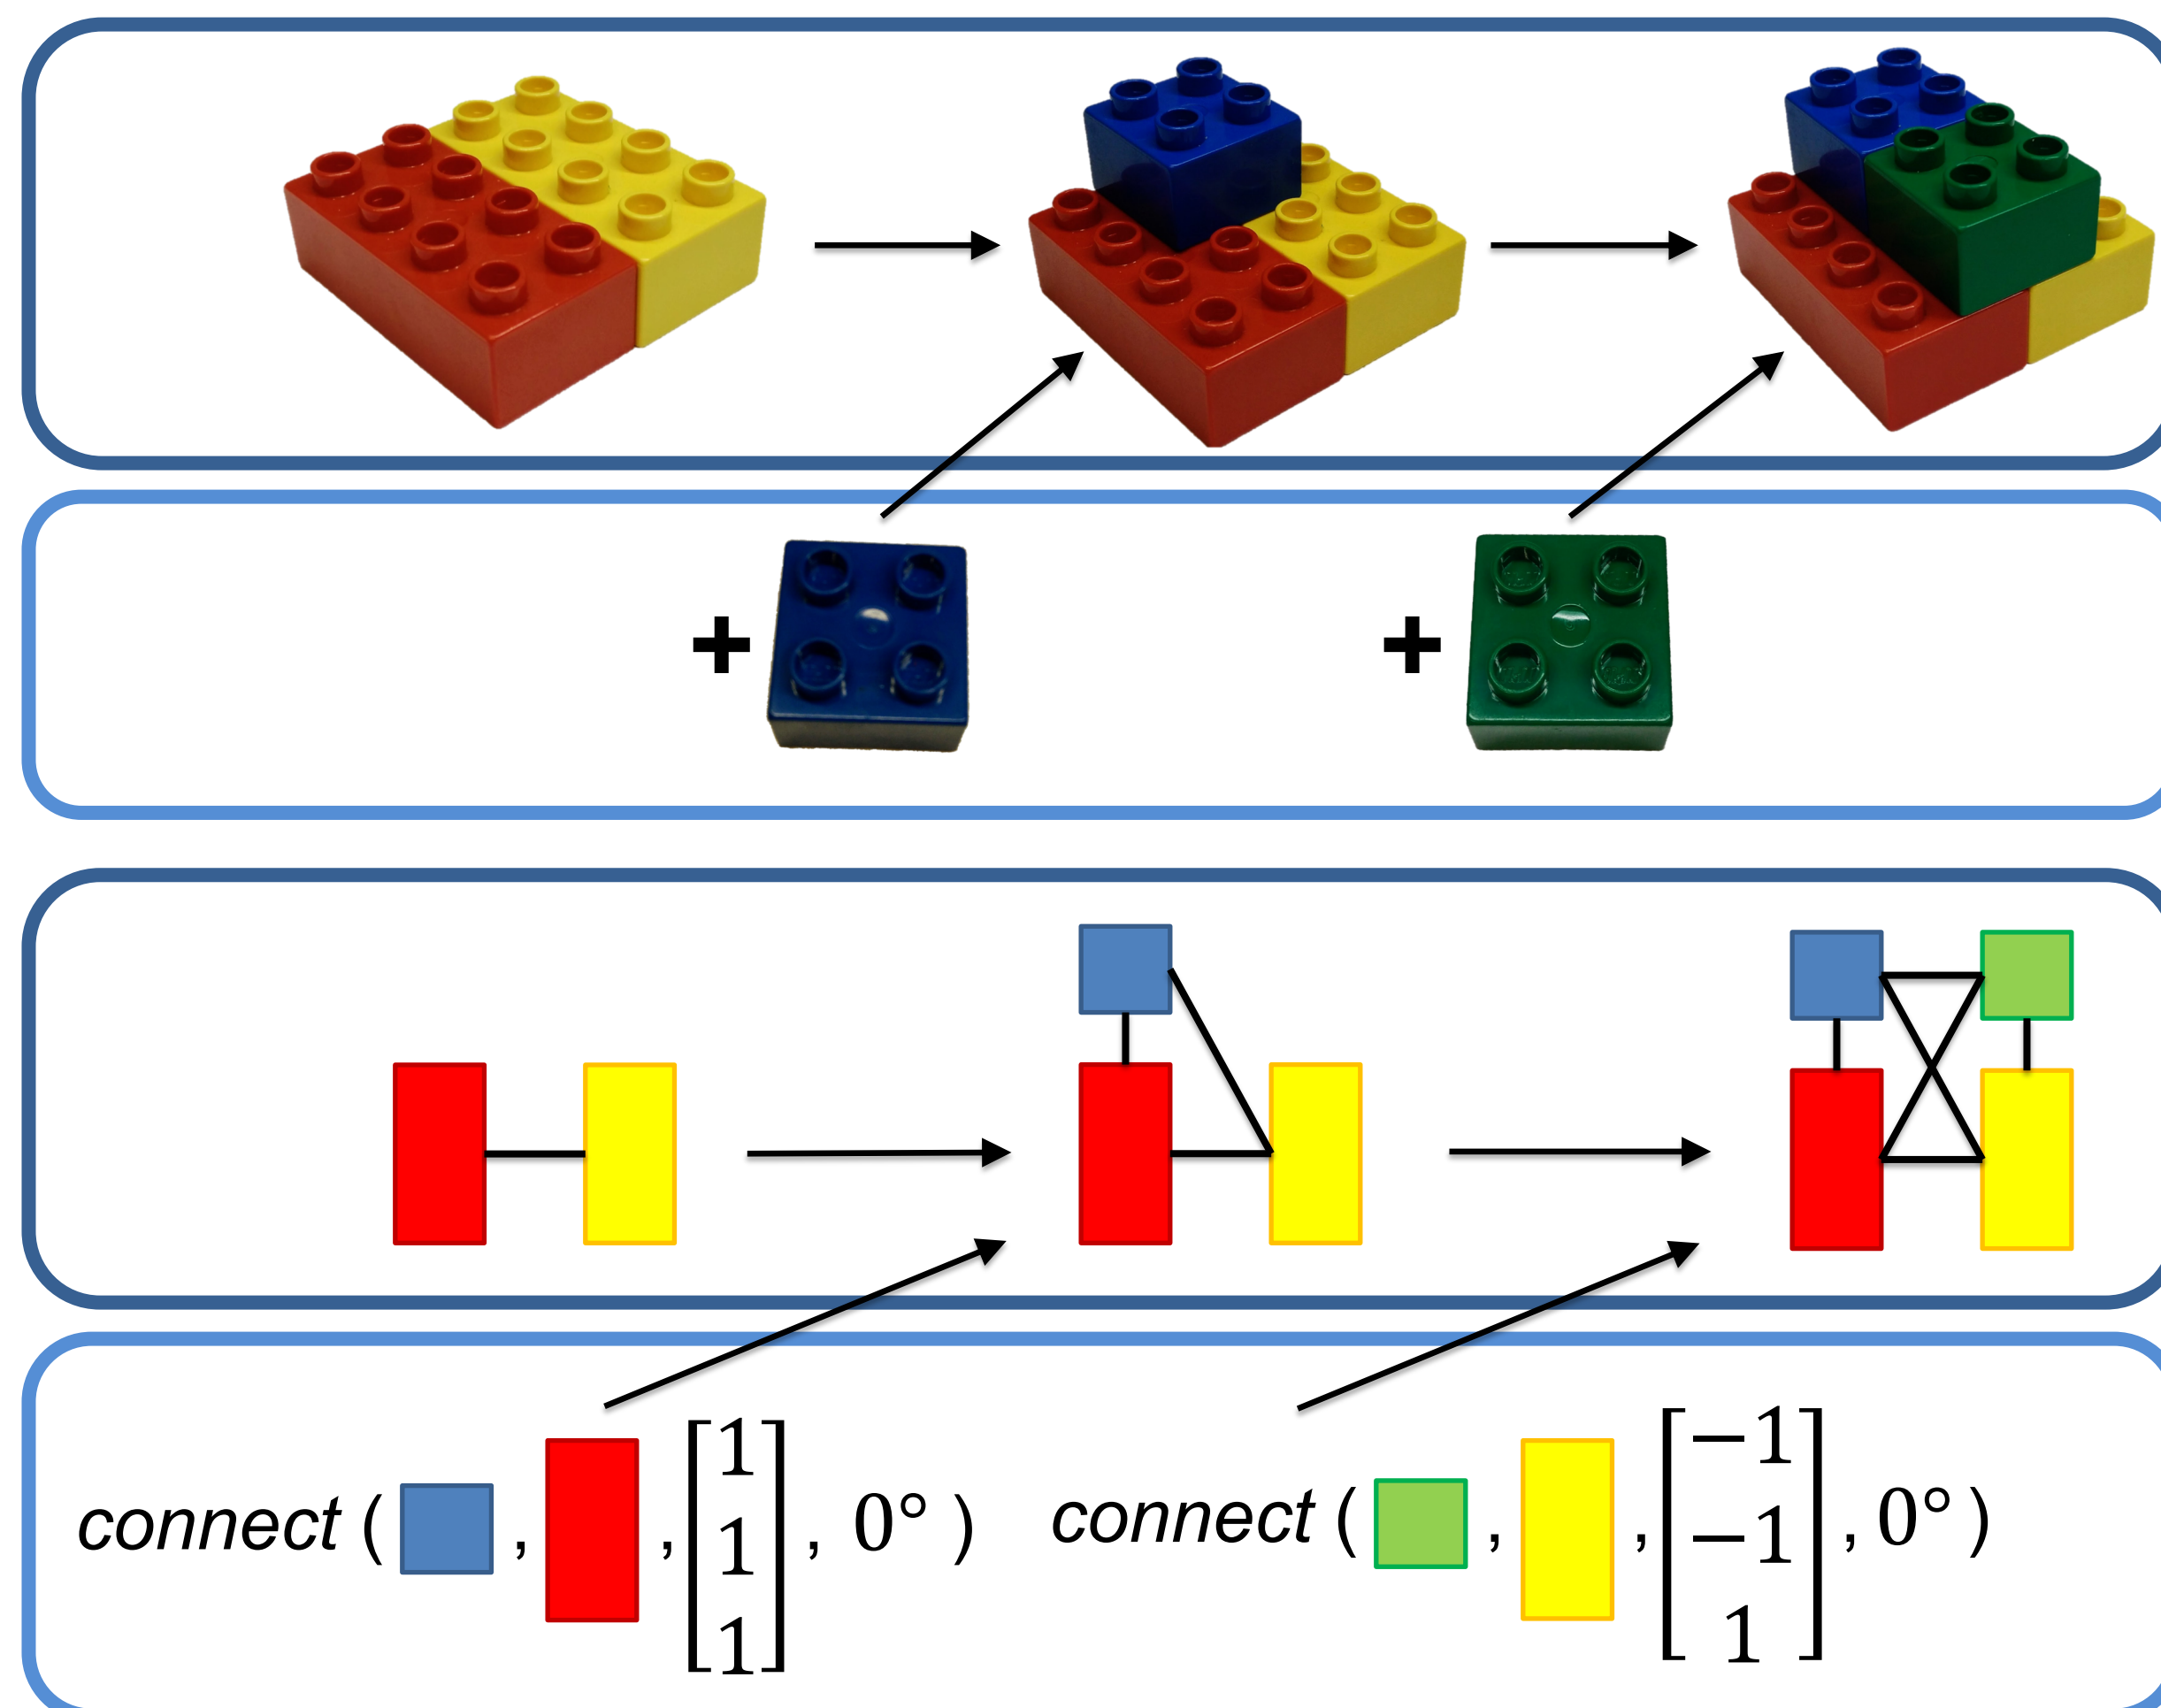 + +
connect ( , , [1 1 1], 0° ) connect ( , , [−1 −1 1], 0° )